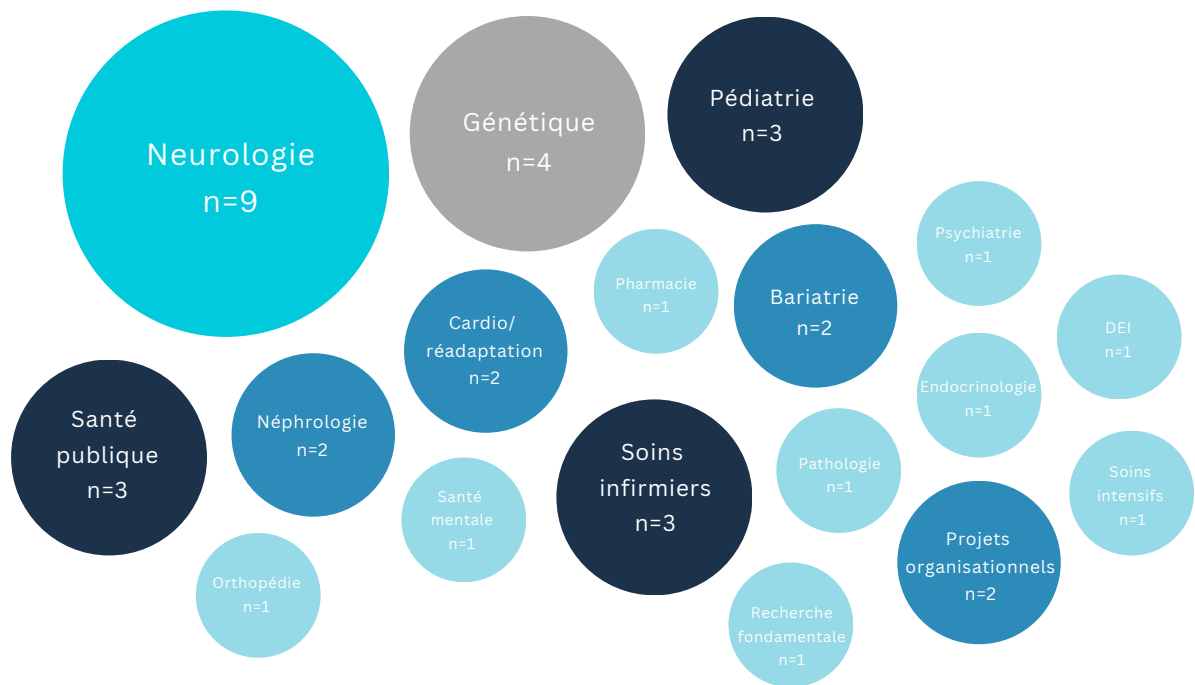 Neurologie
n=9
Génétique
n=4
Pédiatrie
n=3
Psychiatrie
n=1
Pharmacie
n=1
Bariatrie
n=2
Cardio/
réadaptation
n=2
DEI
n=1
Endocrinologie
n=1
Santé
publique
n=3
Néphrologie
n=2
Soins
infirmiers
n=3
Pathologie
n=1
Soins
intensifs
n=1
Santé
mentale
n=1
Projets
organisationnels
n=2
Orthopédie
n=1
Recherche
fondamentale
n=1